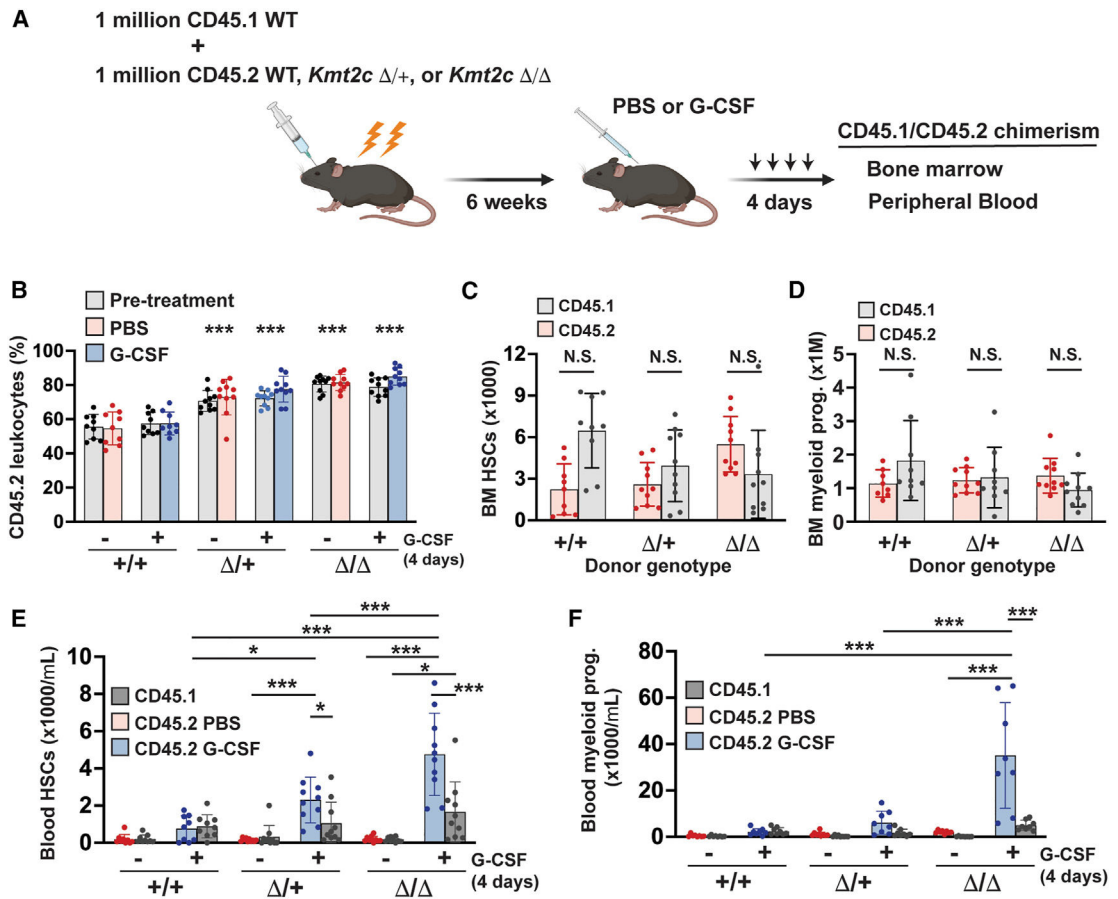 A
1 million CD45.1 WT
+
1 million CD45.2 WT, Kmt2c Δ/+, or Kmt2c Δ/Δ
PBS or G-CSF
CD45.1/CD45.2 chimerism
Bone marrow
Peripheral Blood
6 weeks
4 days
B
Pre-treatment
PBS
G-CSF
*** *** *** ***
CD45.2 leukocytes (%)
100
80
60
40
20
0
- + - + - + G-CSF
+/+ Δ/+ Δ/Δ (4 days)
C
CD45.1
CD45.2
N.S. N.S. N.S.
BM HSCs (x1000)
12
9
6
3
0
+/+ Δ/+ Δ/Δ
Donor genotype
D
CD45.1
CD45.2
N.S. N.S. N.S.
BM myeloid prog. (x1M)
5
4
3
2
1
0
+/+ Δ/+ Δ/Δ
Donor genotype
E
***
***
* ***
*** *
* ***
CD45.1
CD45.2 PBS
CD45.2 G-CSF
Blood HSCs (x1000/mL)
10
8
6
4
2
0
- + - + - + G-CSF
+/+ Δ/+ Δ/Δ (4 days)
F
***
***
***
***
CD45.1
CD45.2 PBS
CD45.2 G-CSF
Blood myeloid prog.
(x1000/mL)
80
60
40
20
0
- + - + - + G-CSF
+/+ Δ/+ Δ/Δ (4 days)